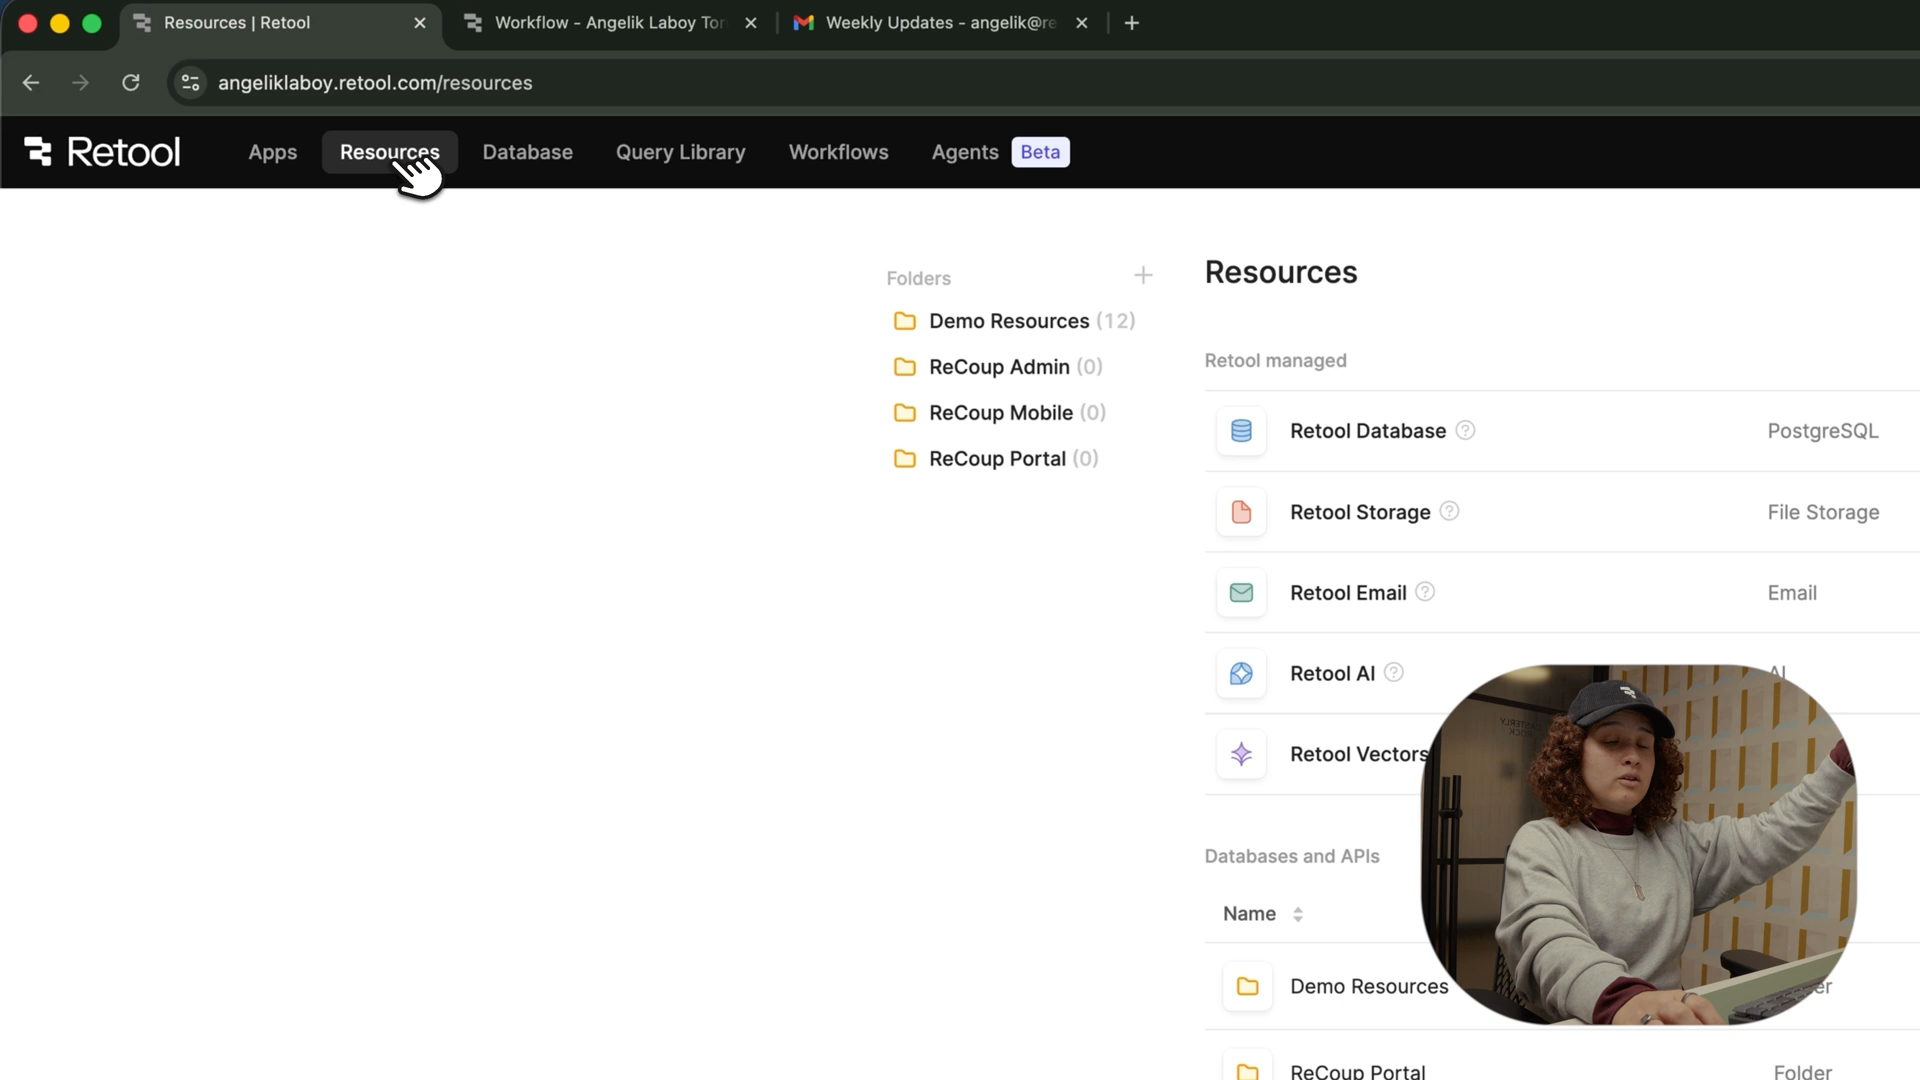 Resources | Retool
Workflow - Angelik Laboy Tor
Weekly Updates - angelik@re
angeliklaboy.retool.com/resources
Retool
Apps
Resources
Database
Query Library
Workflows
Agents
Beta
Folders
Demo Resources (12)
ReCoup Admin (0)
ReCoup Mobile (0)
ReCoup Portal (0)
Resources
Retool managed
Retool Database
PostgreSQL
Retool Storage
File Storage
Retool Email
Email
Retool AI
AI
Retool Vectors
Databases and APIs
Name
Demo Resources
er
ReCoup Portal
Folder